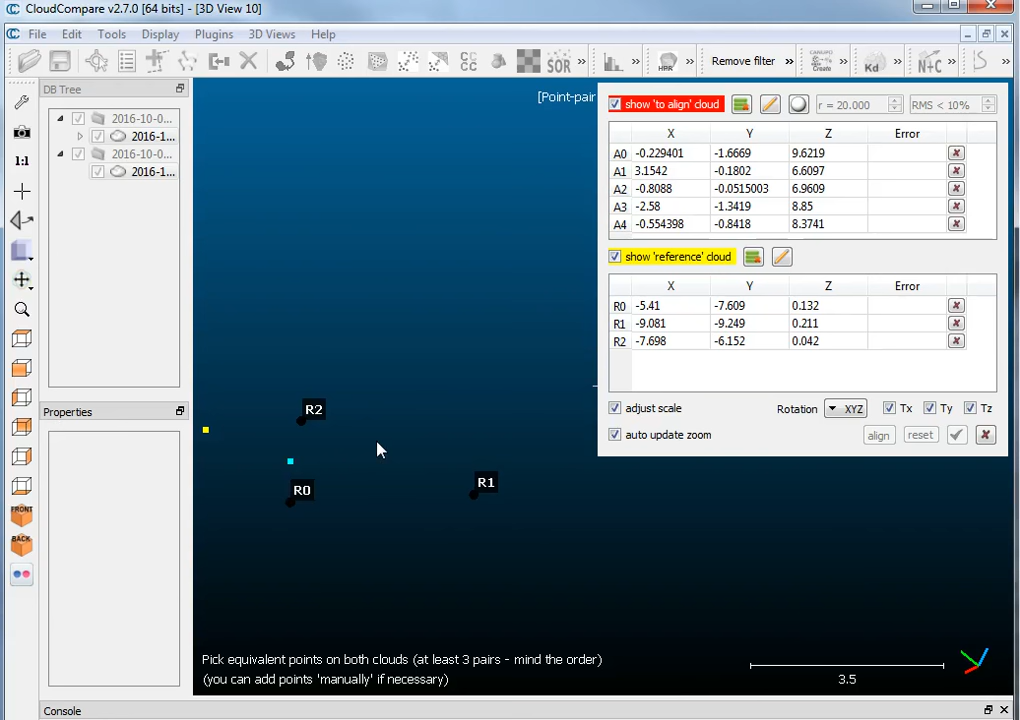 CloudCompare v2.7.0 [64 bits] - [3D View 10]
File Edit Tools Display Plugins 3D Views Help
SOR » » HRR » Remove filter » CANUPO Create » Kd » N+C » »
DB Tree
[Point-pair
2016-10-0...
2016-1...
2016-10-0...
2016-1...
1:1
show 'to align' cloud r = 20.000 RMS < 10%
X Y Z Error
A0 -0.229401 -1.6669 9.6219
A1 3.1542 -0.1802 6.6097
A2 -0.8088 -0.0515003 6.9609
A3 -2.58 -1.3419 8.85
A4 -0.554398 -0.8418 8.3741
show 'reference' cloud
X Y Z Error
R0 -5.41 -7.609 0.132
R1 -9.081 -9.249 0.211
R2 -7.698 -6.152 0.042
adjust scale Rotation XYZ Tx Ty Tz
auto update zoom align reset
Properties
R2
R0
R1
FRONT
BACK
Pick equivalent points on both clouds (at least 3 pairs - mind the order)
(you can add points 'manually' if necessary)
3.5
Console